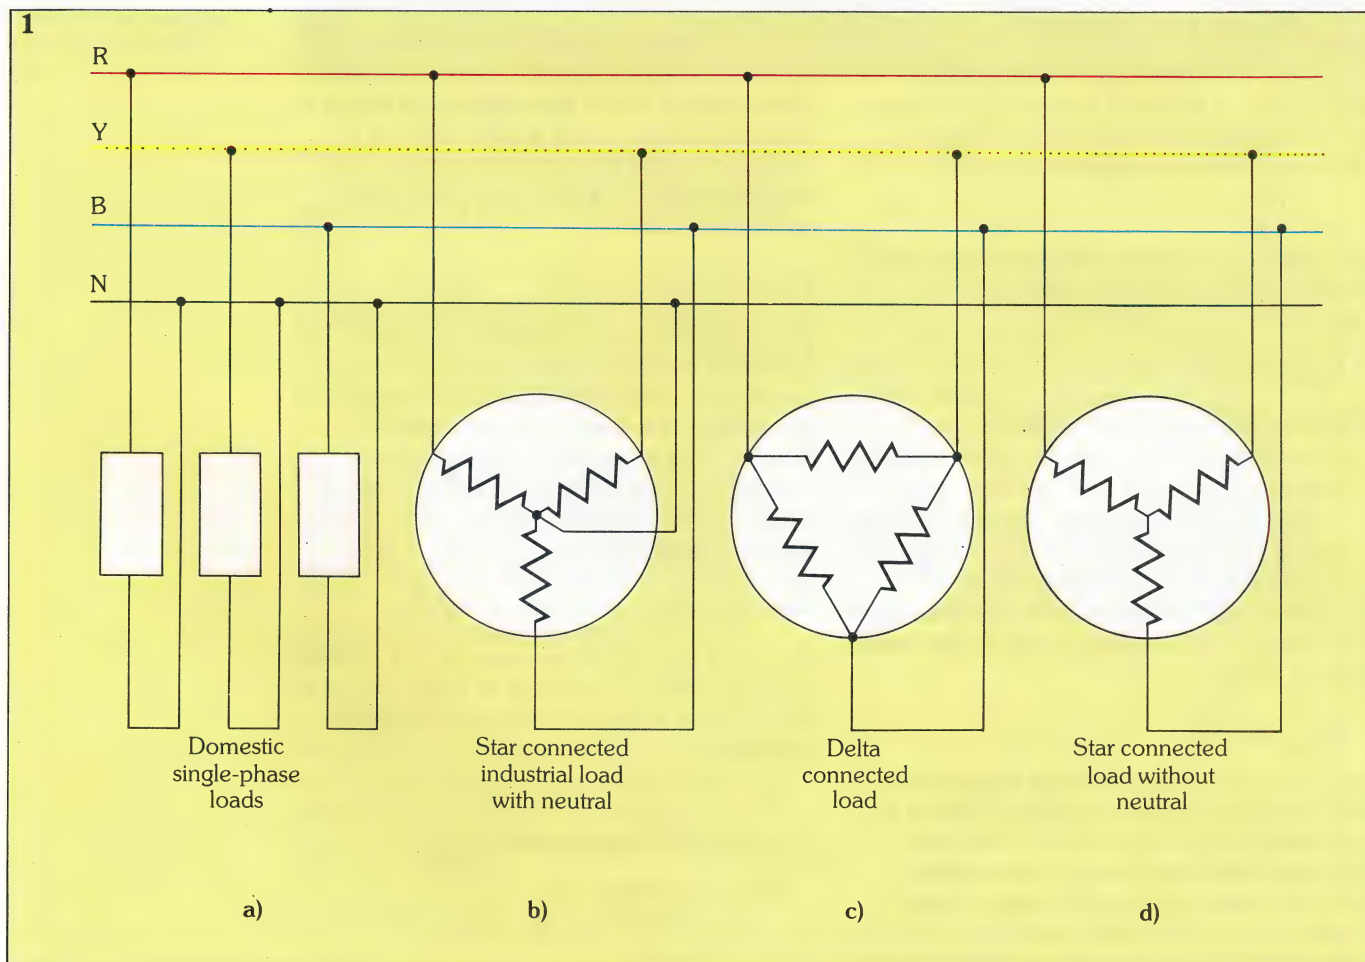 1
R
Y
B
N
Domestic
single-phase
loads
Star connected
industrial load
with neutral
Delta
connected
load
Star connected
load without
neutral
a)
b)
c)
d)